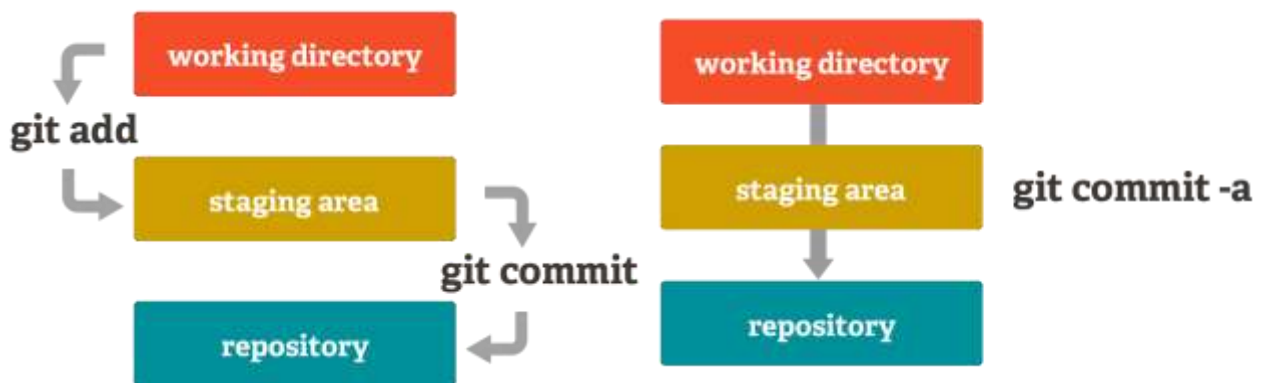 working directory
git add
staging area
git commit
repository
working directory
staging area
git commit -a
repository